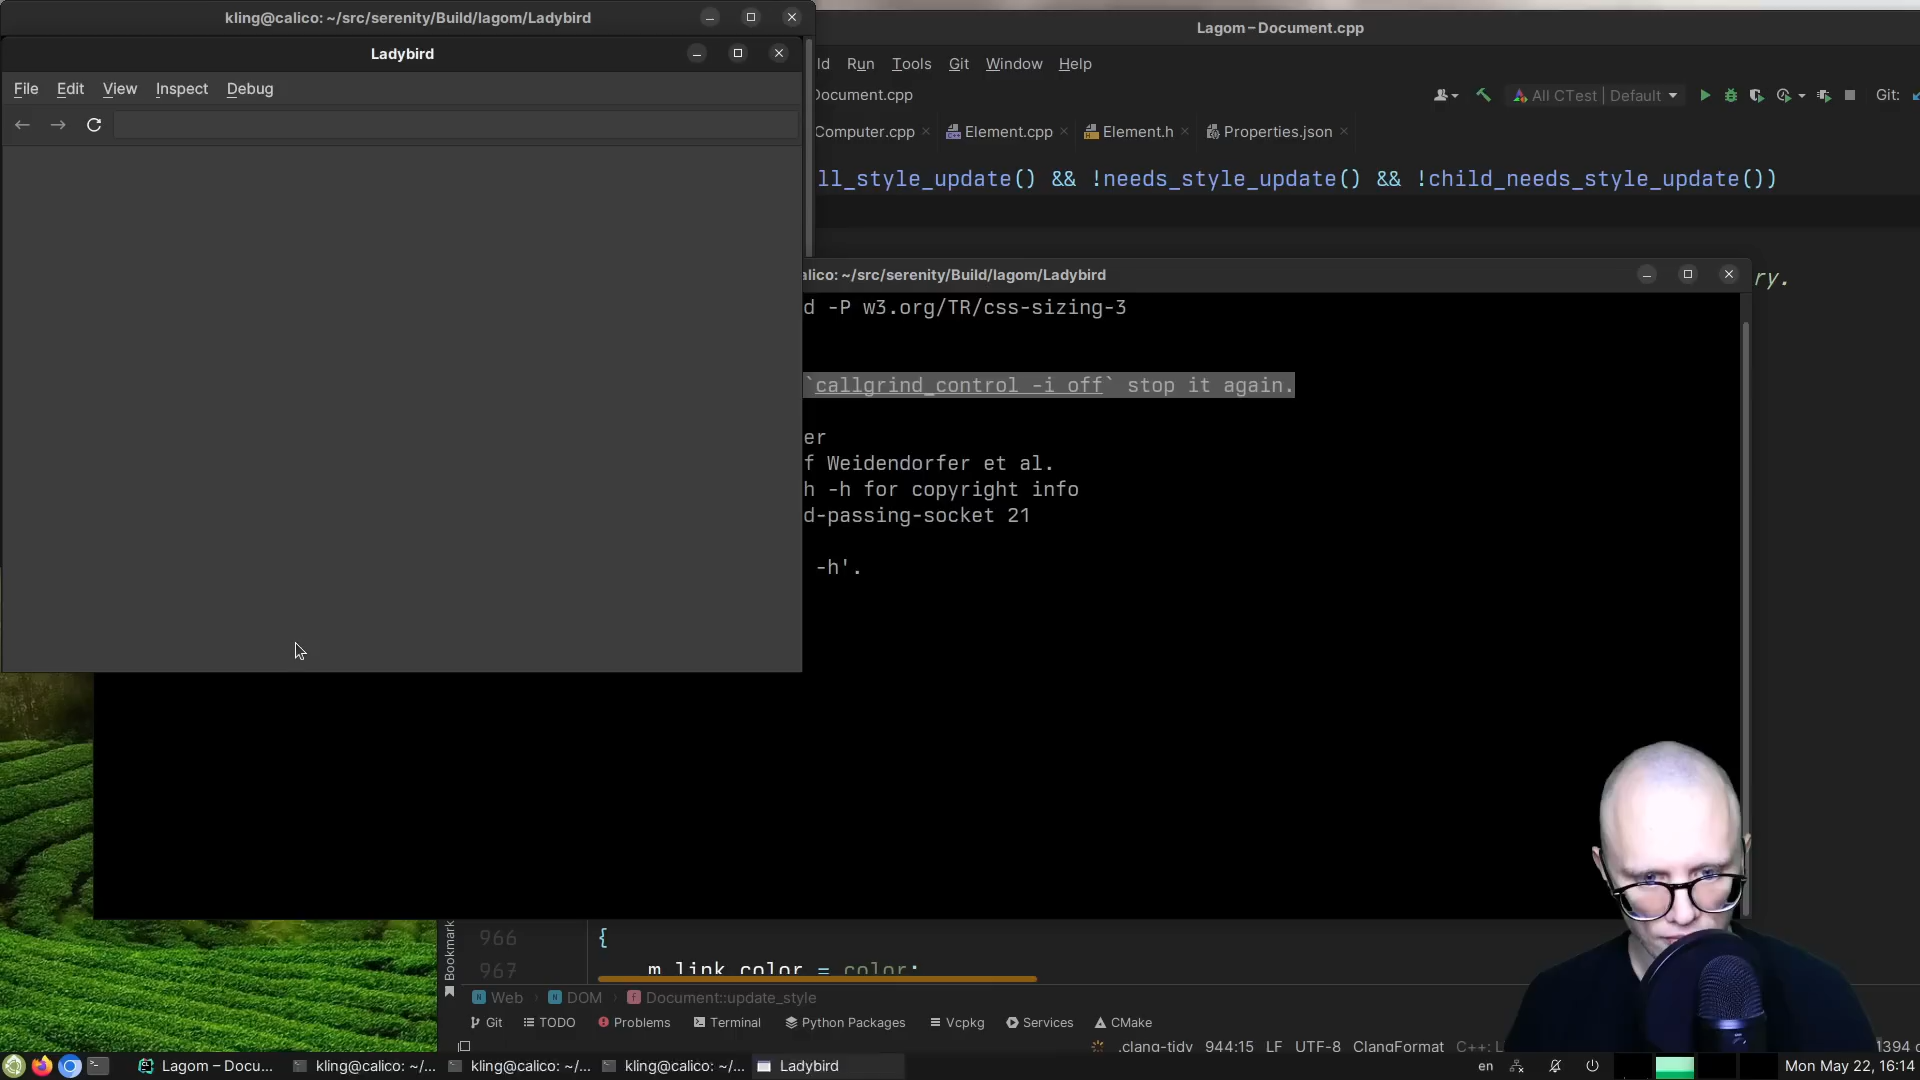 kling@calico: ~/src/serenity/Build/lagom/Ladybird
Lagom – Document.cpp
Ladybird
ld Run Tools Git Window Help
File Edit View Inspect Debug
Document.cpp
All CTest | Default
Git:
Computer.cpp Element.cpp Element.h Properties.json
ll_style_update() && !needs_style_update() && !child_needs_style_update())
alico: ~/src/serenity/Build/lagom/Ladybird
ry.
d -P w3.org/TR/css-sizing-3
`callgrind_control -i off` stop it again.
er
f Weidendorfer et al.
h -h for copyright info
d-passing-socket 21
-h'.
Bookmark
966 {
967 m_link_color = color;
Web DOM Document::update_style
Git TODO Problems Terminal Python Packages Vcpkg Services CMake
.clang-tidy 944:15 LF UTF-8 ClangFormat C++: L
1394
Lagom – Docu... kling@calico: ~/... kling@calico: ~/... kling@calico: ~/... Ladybird en Mon May 22, 16:14